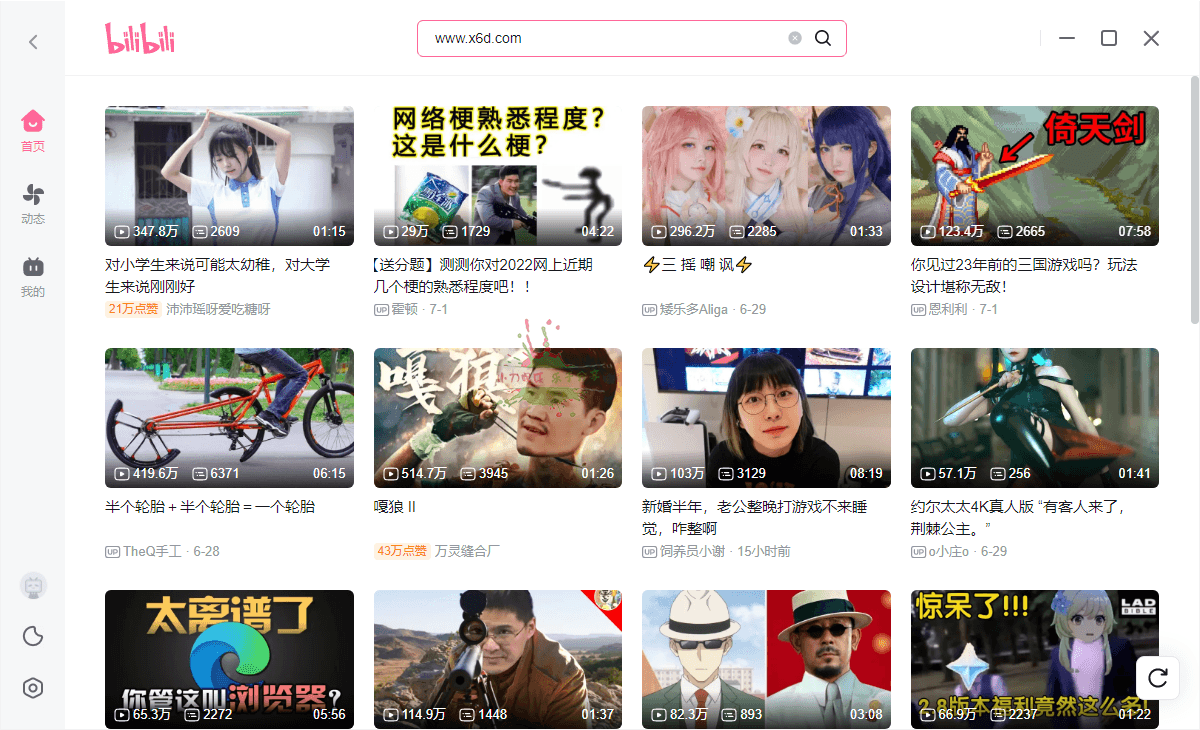 bilibili
www.x6d.com
首页
动态
我的
347.8万 2609 01:15
对小学生来说可能太幼稚，对大学
生来说刚刚好
21万点赞 沛沛瑶呀爱吃糖呀
网络梗熟悉程度？
这是什么梗？
29万 1729 04:22
【送分题】测测你对2022网上近期
几个梗的熟悉程度吧！！
UP 霍顿 · 7-1
296.2万 2285 01:33
⚡三 摇 嘲 讽⚡
UP 矮乐多Aliga · 6-29
倚天剑
123.4万 2665 07:58
你见过23年前的三国游戏吗？玩法
设计堪称无敌！
UP 恩利利 · 7-1
419.6万 6371 06:15
半个轮胎＋半个轮胎＝一个轮胎
UP TheQ手工 · 6-28
嘎狼
514.7万 3945 01:26
嘎狼 II
43万点赞 万灵缝合厂
103万 3129 08:19
新婚半年，老公整晚打游戏不来睡
觉，咋整啊
UP 饲养员小谢 · 15小时前
57.1万 256 01:41
约尔太太4K真人版 “有客人来了，
荆棘公主。”
UP o小庄o · 6-29
太离谱了
你管这叫浏览器？
65.3万 2272 05:56
114.9万 1448 01:37
82.3万 893 03:08
惊呆了!!!
LAD
BIBLE
2.8版本福利竟然这么多!
66.9万 2237 01:22